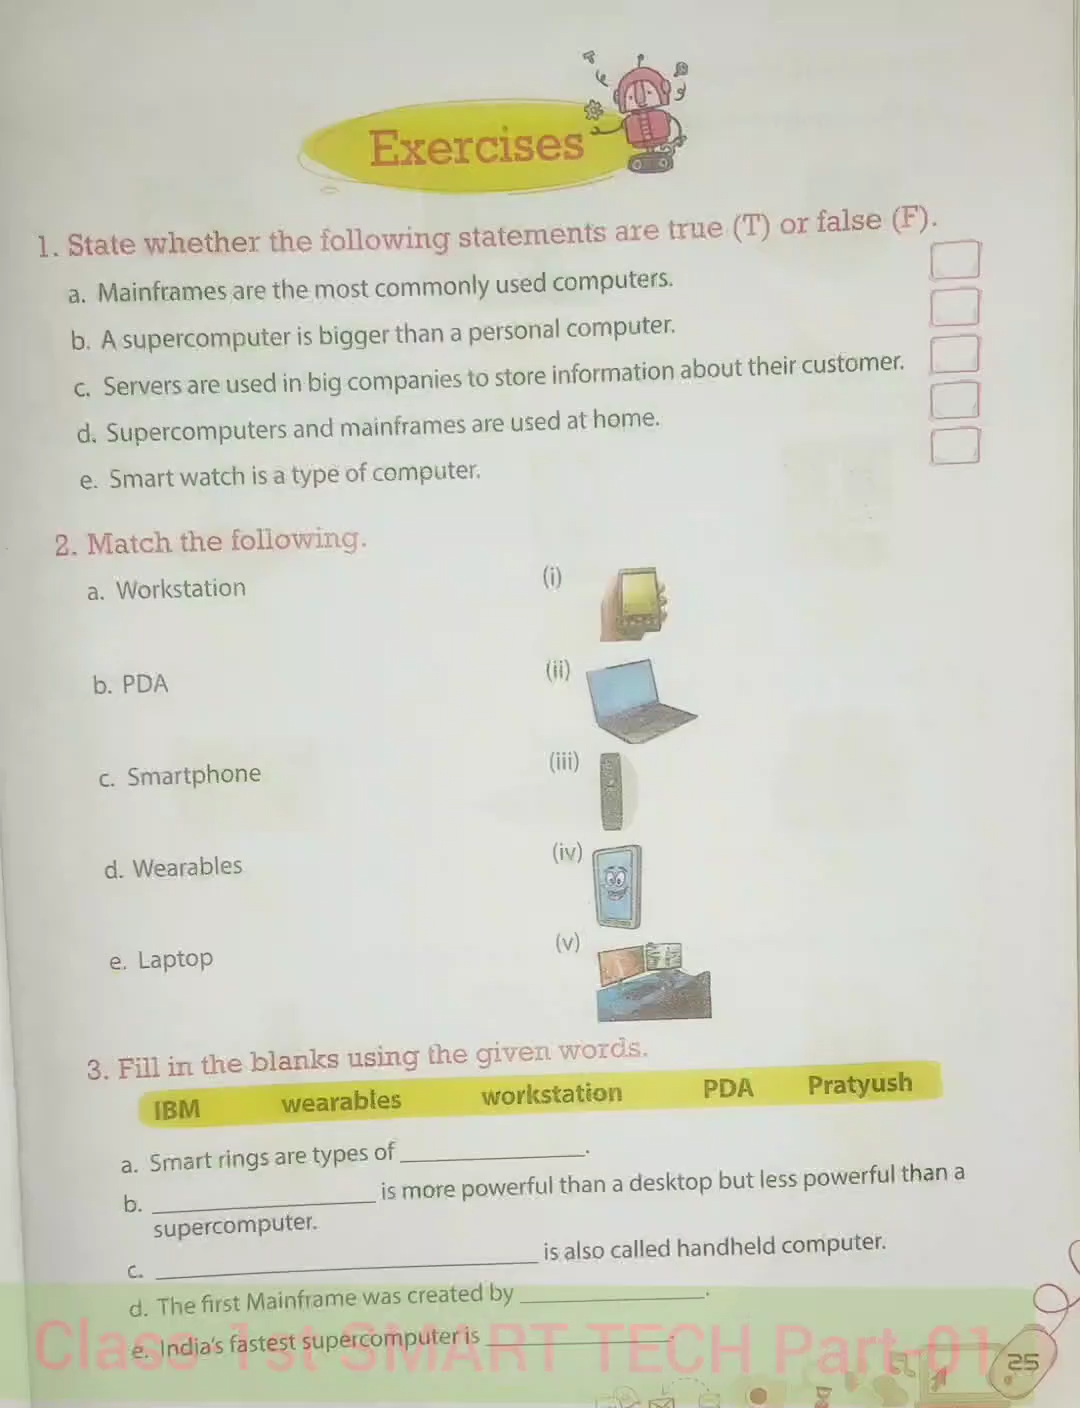 Exercises
1. State whether the following statements are true (T) or false (F).
a. Mainframes are the most commonly used computers.
b. A supercomputer is bigger than a personal computer.
c. Servers are used in big companies to store information about their customer.
d. Supercomputers and mainframes are used at home.
e. Smart watch is a type of computer.
2. Match the following.
a. Workstation (i)
b. PDA (ii)
c. Smartphone (iii)
d. Wearables (iv)
e. Laptop (v)
3. Fill in the blanks using the given words.
IBM wearables workstation PDA Pratyush
a. Smart rings are types of ______________.
b. ______________ is more powerful than a desktop but less powerful than a
supercomputer.
c. ______________ is also called handheld computer.
d. The first Mainframe was created by ______________.
e. India's fastest supercomputer is ______________.
Class 1st SMART TECH Part-01
25